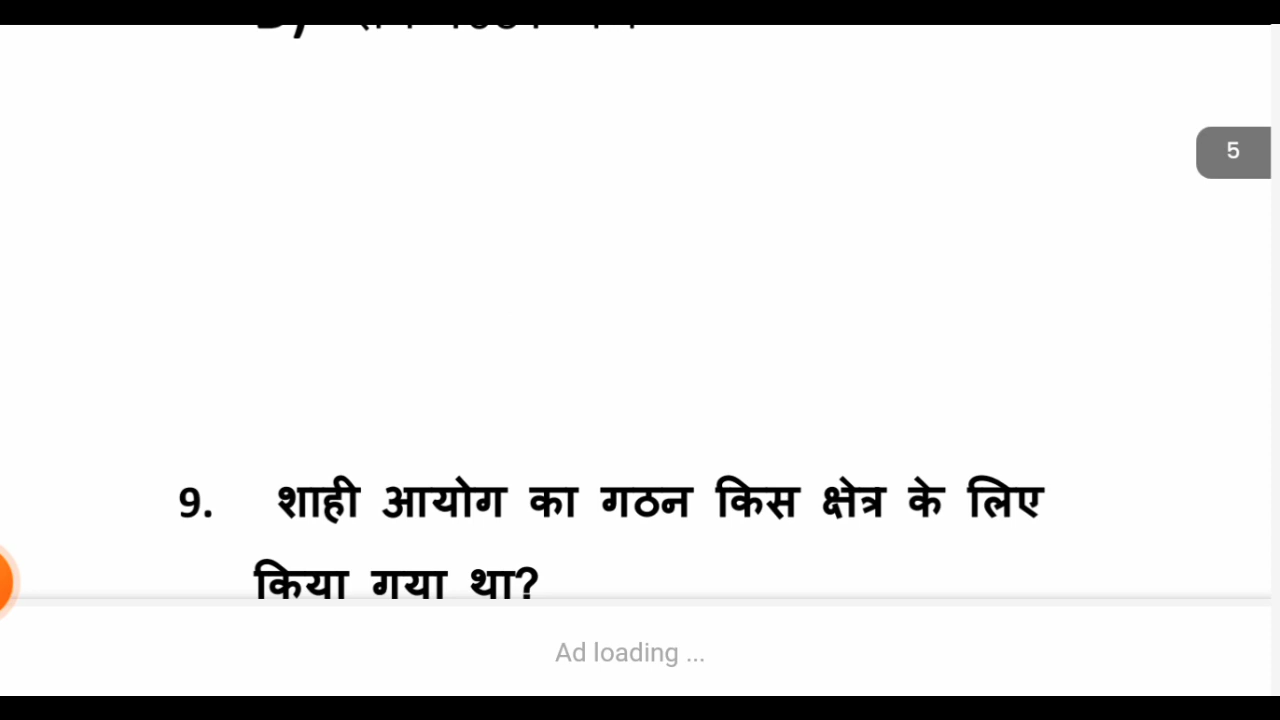 5
9. शाही आयोग का गठन किस क्षेत्र के लिए
किया गया था?
Ad loading ...